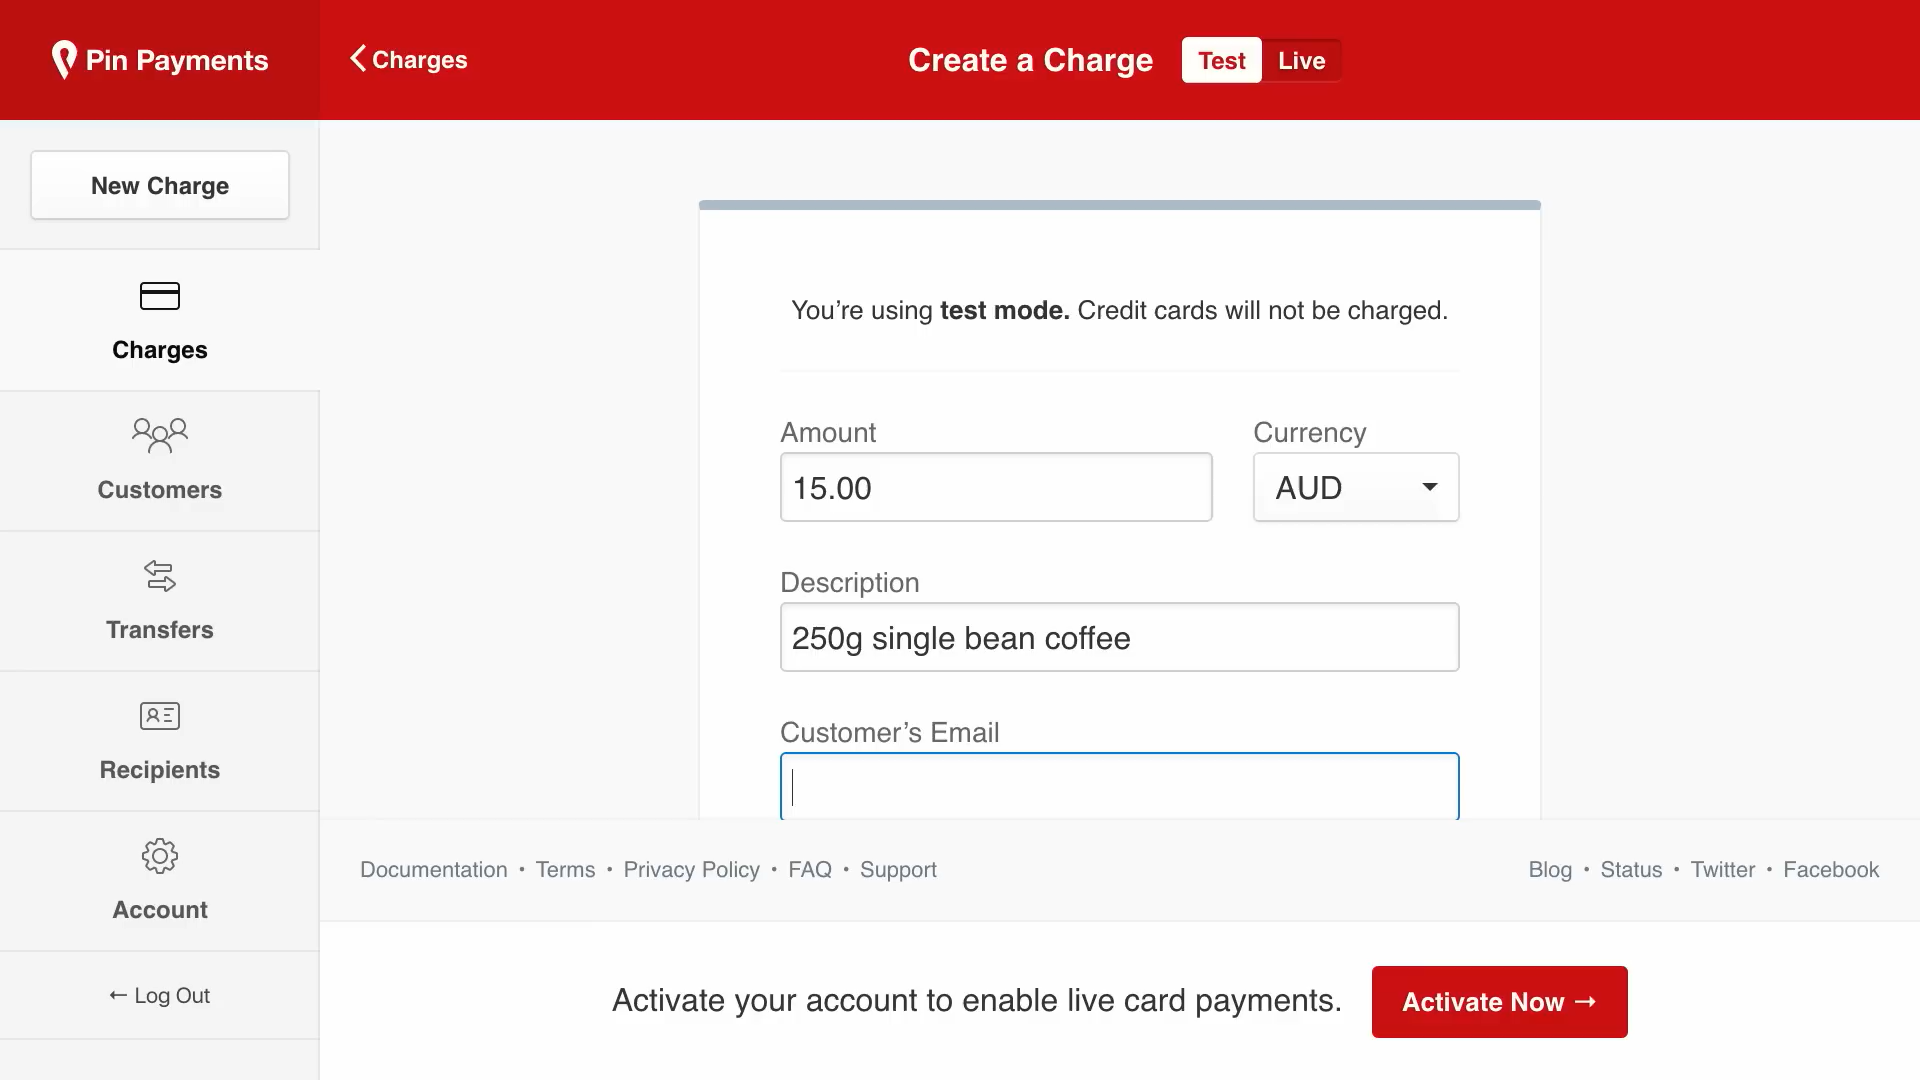 Pin Payments
Charges
Create a Charge
Test
Live
New Charge
Charges
Customers
Transfers
Recipients
Account
← Log Out
You’re using test mode. Credit cards will not be charged.
Amount
Currency
15.00
AUD
Description
250g single bean coffee
Customer’s Email
Documentation • Terms • Privacy Policy • FAQ • Support
Blog • Status • Twitter • Facebook
Activate your account to enable live card payments.
Activate Now →